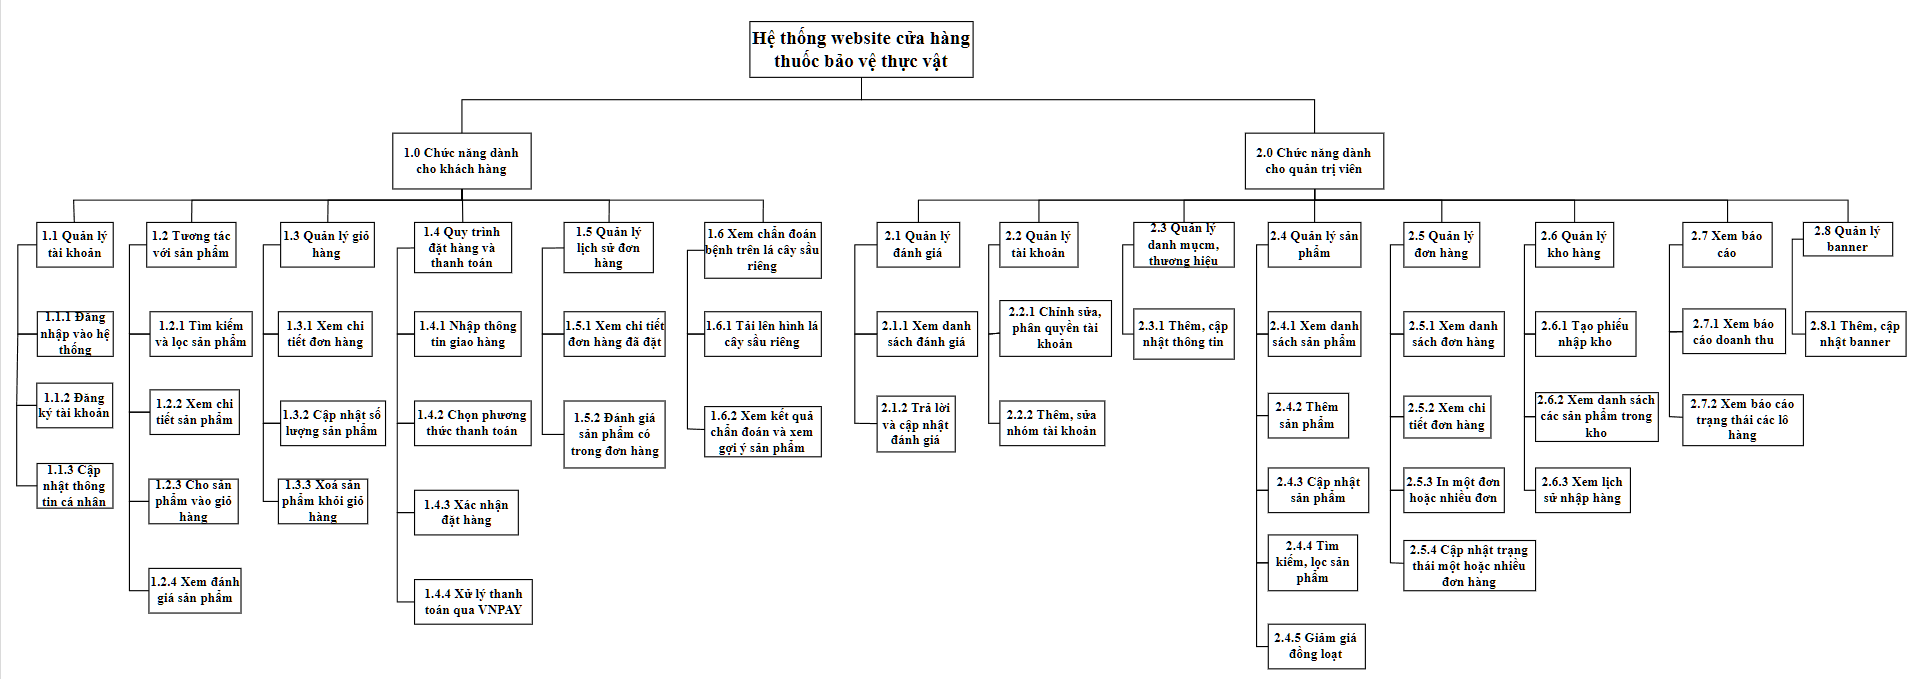 Hệ thống website cửa hàng
thuốc bảo vệ thực vật
1.0 Chức năng dành
cho khách hàng
2.0 Chức năng dành
cho quản trị viên
1.1 Quản lý
tài khoản
1.2 Tương tác
với sản phẩm
1.3 Quản lý giỏ
hàng
1.4 Quy trình
đặt hàng và
thanh toán
1.5 Quản lý
lịch sử đơn
hàng
1.6 Xem chẩn đoán
bệnh trên lá cây sầu
riêng
2.1 Quản lý
đánh giá
2.2 Quản lý
tài khoản
2.3 Quản lý
danh mụcm,
thương hiệu
2.4 Quản lý sản
phẩm
2.5 Quản lý
đơn hàng
2.6 Quản lý
kho hàng
2.7 Xem báo
cáo
2.8 Quản lý
banner
1.1.1 Đăng
nhập vào hệ
thống
1.2.1 Tìm kiếm
và lọc sản phẩm
1.3.1 Xem chi
tiết đơn hàng
1.4.1 Nhập thông
tin giao hàng
1.5.1 Xem chi tiết
đơn hàng đã đặt
1.6.1 Tải lên hình lá
cây sầu riêng
2.1.1 Xem danh
sách đánh giá
2.2.1 Chỉnh sửa,
phân quyền tài
khoản
2.3.1 Thêm, cập
nhật thông tin
2.4.1 Xem danh
sách sản phẩm
2.5.1 Xem danh
sách đơn hàng
2.6.1 Tạo phiếu
nhập kho
2.7.1 Xem báo
cáo doanh thu
2.8.1 Thêm, cập
nhật banner
1.1.2 Đăng
ký tài khoản
1.2.2 Xem chi
tiết sản phẩm
1.3.2 Cập nhật số
lượng sản phẩm
1.4.2 Chọn phương
thức thanh toán
1.5.2 Đánh giá
sản phẩm có
trong đơn hàng
1.6.2 Xem kết quả
chẩn đoán và xem
gợi ý sản phẩm
2.1.2 Trả lời
và cập nhật
đánh giá
2.2.2 Thêm, sửa
nhóm tài khoản
2.4.2 Thêm
sản phẩm
2.5.2 Xem chi
tiết đơn hàng
2.6.2 Xem danh sách
các sản phẩm trong
kho
2.7.2 Xem báo cáo
trạng thái các lô
hàng
1.1.3 Cập
nhật thông
tin cá nhân
1.2.3 Cho sản
phẩm vào giỏ
hàng
1.3.3 Xoá sản
phẩm khỏi giỏ
hàng
1.4.3 Xác nhận
đặt hàng
2.4.3 Cập nhật
sản phẩm
2.5.3 In một đơn
hoặc nhiều đơn
2.6.3 Xem lịch
sử nhập hàng
1.2.4 Xem đánh
giá sản phẩm
1.4.4 Xử lý thanh
toán qua VNPAY
2.4.4 Tìm
kiếm, lọc sản
phẩm
2.5.4 Cập nhật trạng
thái một hoặc nhiều
đơn hàng
2.4.5 Giảm giá
đồng loạt